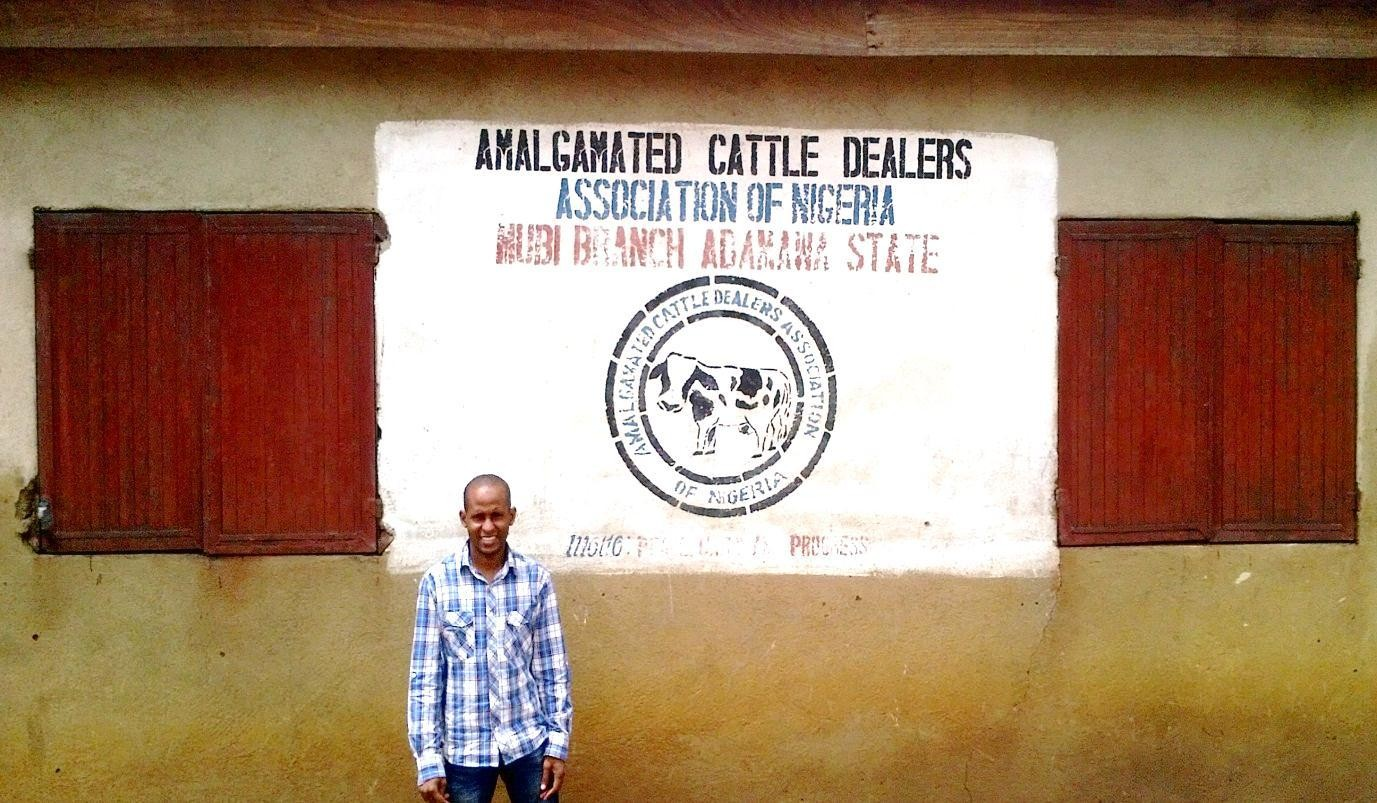 AMALGAMATED CATTLE DEALERS
ASSOCIATION OF NIGERIA
MUBI BRANCH ADAMAWA STATE
AMALGAMATED CATTLE DEALERS ASSOCIATION
OF NIGERIA
PROGRESS